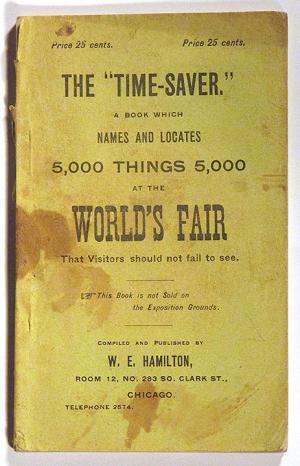 Price 25 cents. Price 25 cents.
THE "TIME-SAVER."
A BOOK WHICH
NAMES AND LOCATES
5,000 THINGS 5,000
AT THE
WORLD'S FAIR
That Visitors should not fail to see.
☞This Book is not Sold on
the Exposition Grounds.
COMPILED AND PUBLISHED BY
W. E. HAMILTON,
ROOM 12, NO. 283 SO. CLARK ST.,
CHICAGO.
TELEPHONE 2574.